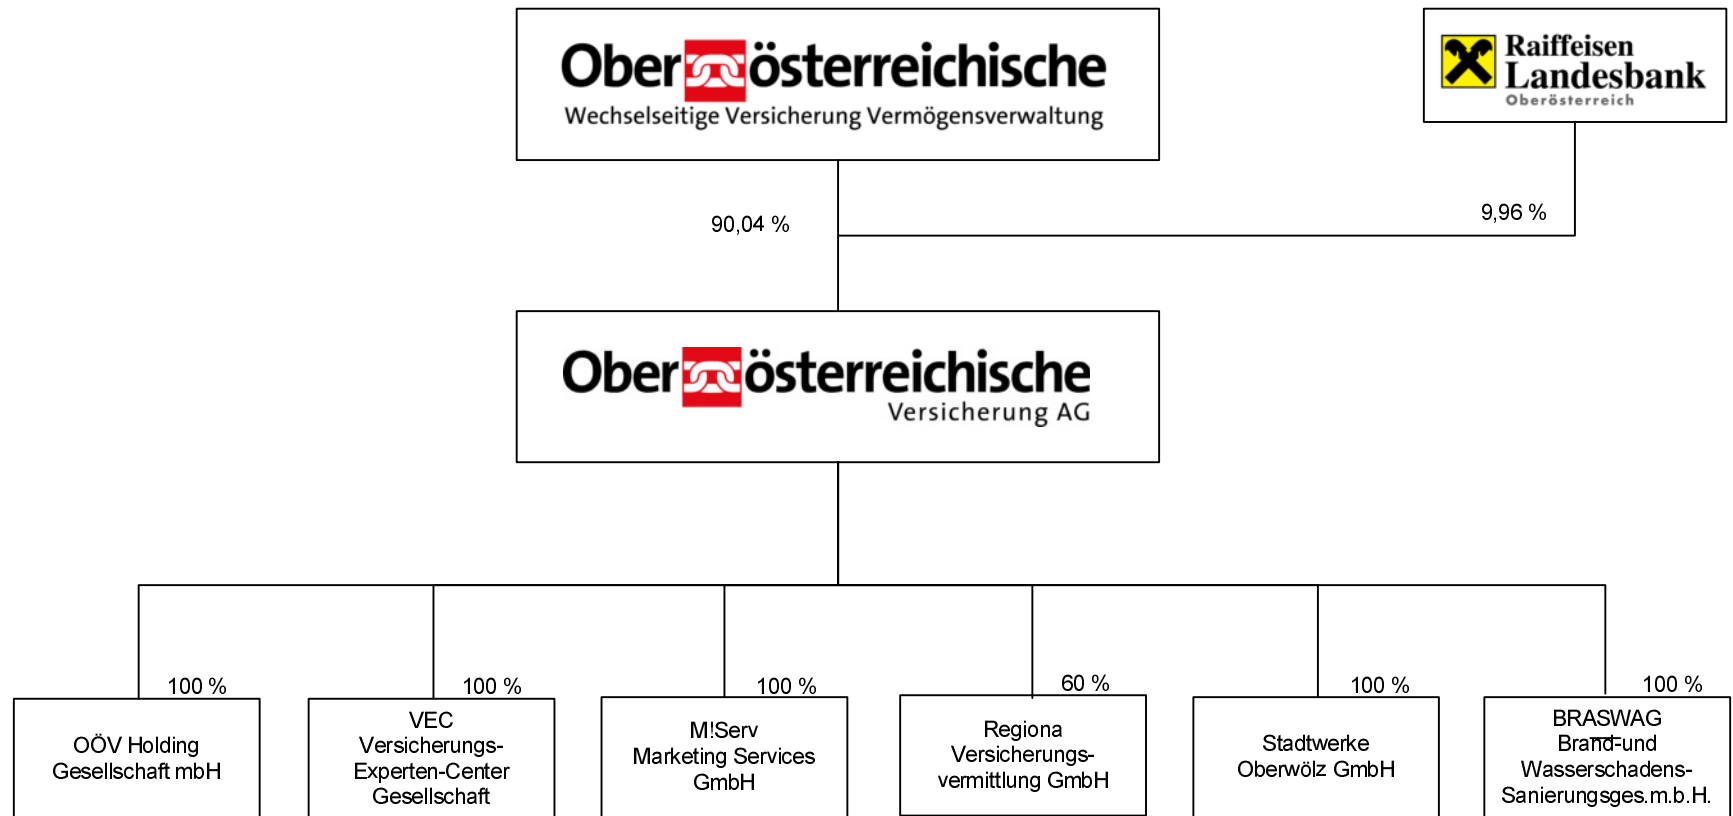 Oberösterreichische
Wechselseitige Versicherung Vermögensverwaltung
Raiffeisen
Landesbank
Oberösterreich
90,04 %
9,96 %
Oberösterreichische
Versicherung AG
100 %
100 %
100 %
60 %
100 %
100 %
OÖV Holding
Gesellschaft mbH
VEC
Versicherungs-
Experten-Center
Gesellschaft
M!Serv
Marketing Services
GmbH
Regiona
Versicherungs-
vermittlung GmbH
Stadtwerke
Oberwölz GmbH
BRASWAG
Brand-und
Wasserschadens-
Sanierungsges.m.b.H.